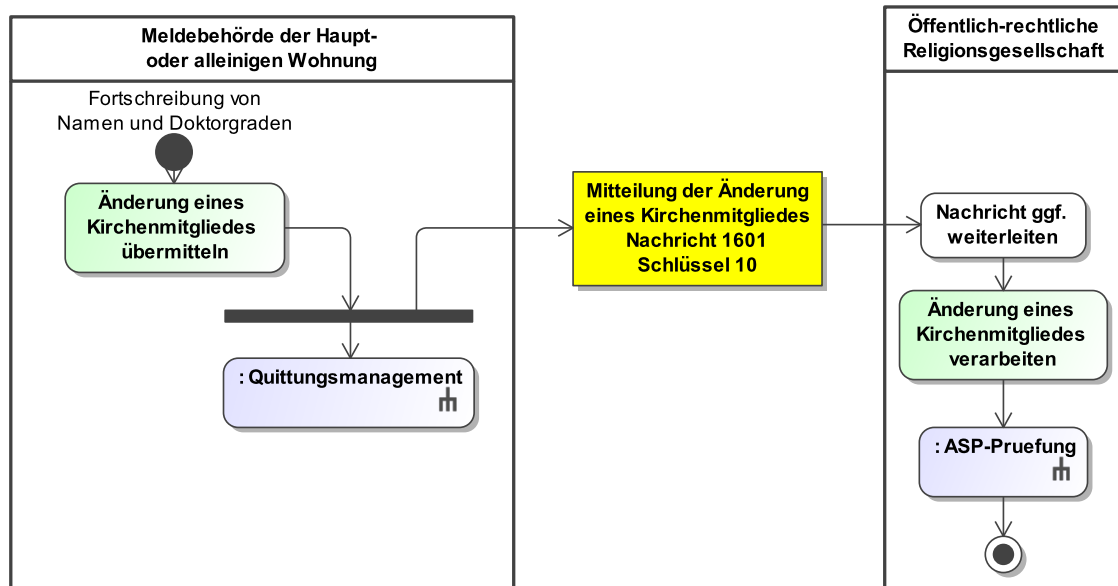 Meldebehörde der Haupt-
oder alleinigen Wohnung
Fortschreibung von
Namen und Doktorgraden
Änderung eines
Kirchenmitgliedes
übermitteln
: Quittungsmanagement
Mitteilung der Änderung
eines Kirchenmitgliedes
Nachricht 1601
Schlüssel 10
Öffentlich-rechtliche
Religionsgesellschaft
Nachricht ggf.
weiterleiten
Änderung eines
Kirchenmitgliedes
verarbeiten
: ASP-Pruefung